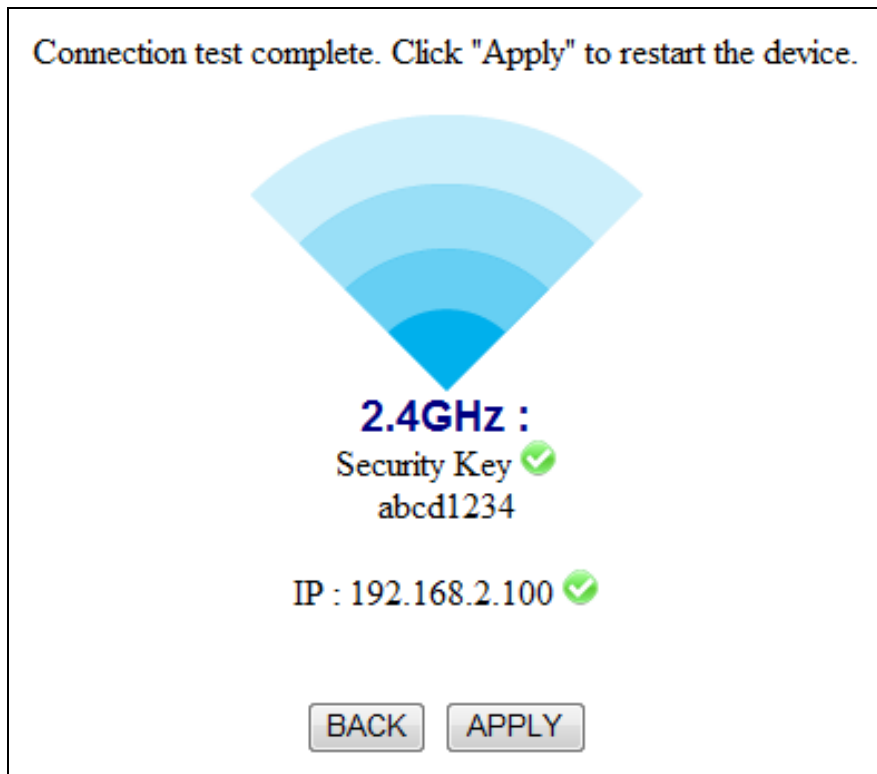 Connection test complete. Click "Apply" to restart the device.
2.4GHz :
Security Key
abcd1234
IP : 192.168.2.100
BACK APPLY